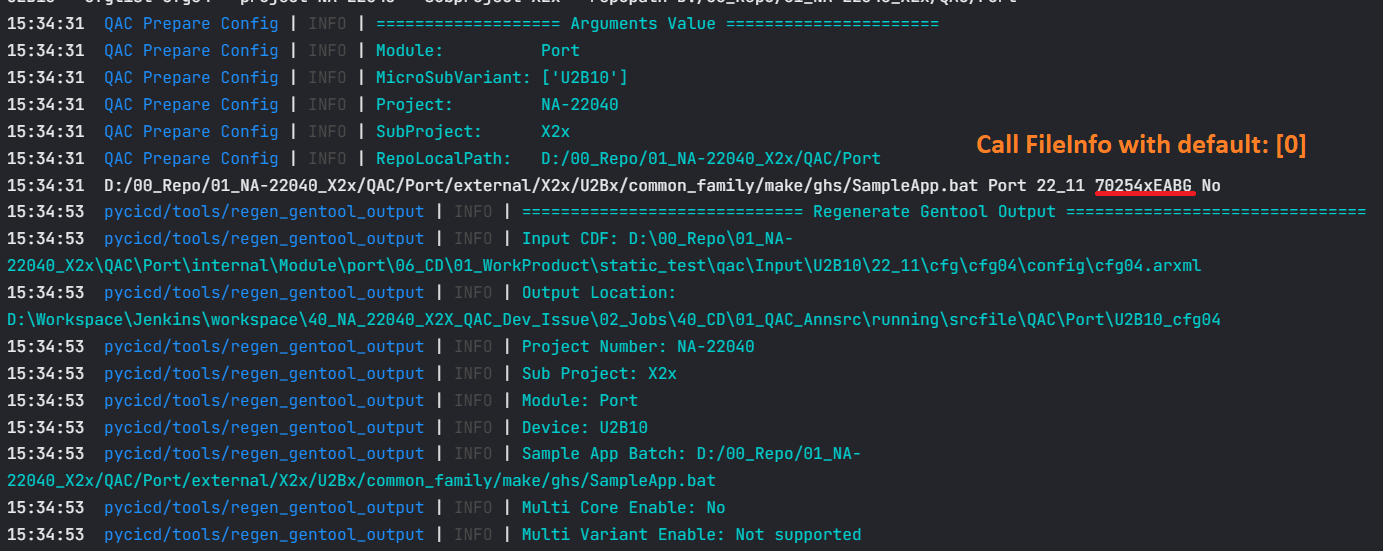 15:34:31 QAC Prepare Config | INFO | =================== Arguments Value ======================
15:34:31 QAC Prepare Config | INFO | Module: Port
15:34:31 QAC Prepare Config | INFO | MicroSubVariant: ['U2B10']
15:34:31 QAC Prepare Config | INFO | Project: NA-22040
15:34:31 QAC Prepare Config | INFO | SubProject: X2x
Call FileInfo with default: [0]
15:34:31 QAC Prepare Config | INFO | RepoLocalPath: D:/00_Repo/01_NA-22040_X2x/QAC/Port
15:34:31 D:/00_Repo/01_NA-22040_X2x/QAC/Port/external/X2x/U2Bx/common_family/make/ghs/SampleApp.bat Port 22_11 70254xEABG No
15:34:53 pycicd/tools/regen_gentool_output | INFO | ============================= Regenerate Gentool Output ===============================
15:34:53 pycicd/tools/regen_gentool_output | INFO | Input CDF: D:\00_Repo\01_NA-
22040_X2x\QAC\Port\internal\Module\port\06_CD\01_WorkProduct\static_test\qac\Input\U2B10\22_11\cfg\cfg04\config\cfg04.arxml
15:34:53 pycicd/tools/regen_gentool_output | INFO | Output Location:
D:\Workspace\Jenkins\workspace\40_NA_22040_X2X_QAC_Dev_Issue\02_Jobs\40_CD\01_QAC_Annsrc\running\srcfile\QAC\Port\U2B10_cfg04
15:34:53 pycicd/tools/regen_gentool_output | INFO | Project Number: NA-22040
15:34:53 pycicd/tools/regen_gentool_output | INFO | Sub Project: X2x
15:34:53 pycicd/tools/regen_gentool_output | INFO | Module: Port
15:34:53 pycicd/tools/regen_gentool_output | INFO | Device: U2B10
15:34:53 pycicd/tools/regen_gentool_output | INFO | Sample App Batch: D:/00_Repo/01_NA-
22040_X2x/QAC/Port/external/X2x/U2Bx/common_family/make/ghs/SampleApp.bat
15:34:53 pycicd/tools/regen_gentool_output | INFO | Multi Core Enable: No
15:34:53 pycicd/tools/regen_gentool_output | INFO | Multi Variant Enable: Not supported